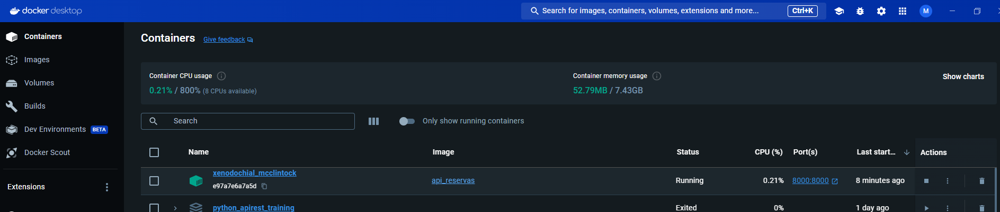 docker desktop
Search for images, containers, volumes, extensions and more...
Ctrl+K
M
Containers
Images
Volumes
Builds
Dev Environments BETA
Docker Scout
Extensions
Containers Give feedback
Container CPU usage
0.21% / 800% (8 CPUs available)
Container memory usage
52.79MB / 7.43GB
Show charts
Search
Only show running containers
Name Image Status CPU (%) Port(s) Last start... Actions
xenodochial_mcclintock
e97a7e6a7a5d
api_reservas Running 0.21% 8000:8000 8 minutes ago
python_apirest_training Exited 0% 1 day ago